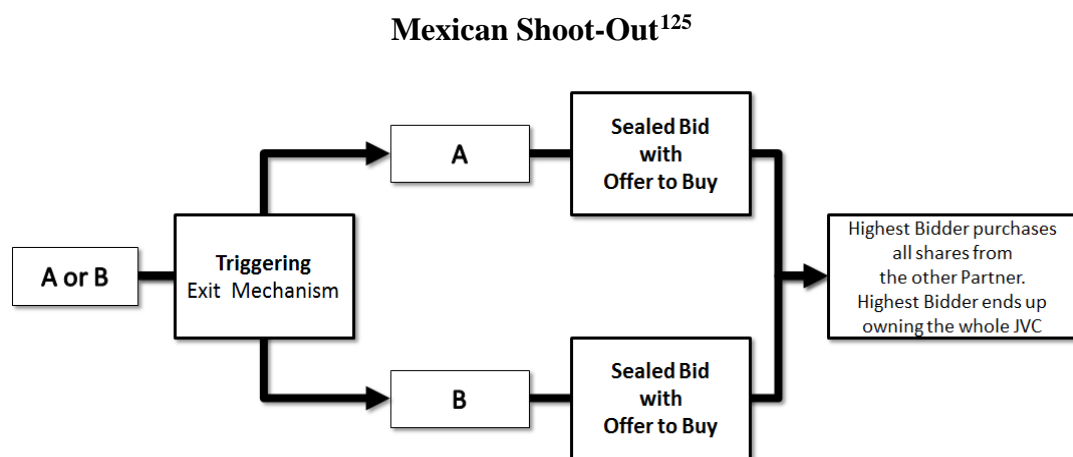 Mexican Shoot-Out125
A or B
Triggering
Exit Mechanism
A
Sealed Bid
with
Offer to Buy
B
Sealed Bid
with
Offer to Buy
Highest Bidder purchases
all shares from
the other Partner.
Highest Bidder ends up
owning the whole JVC